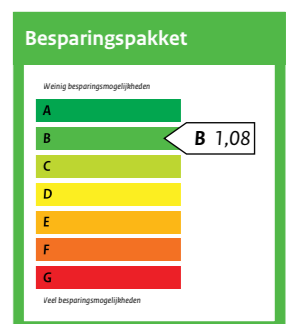 Besparingspakket
Weinig besparingsmogelijkheden
A
B
B 1,08
C
D
E
F
G
Veel besparingsmogelijkheden